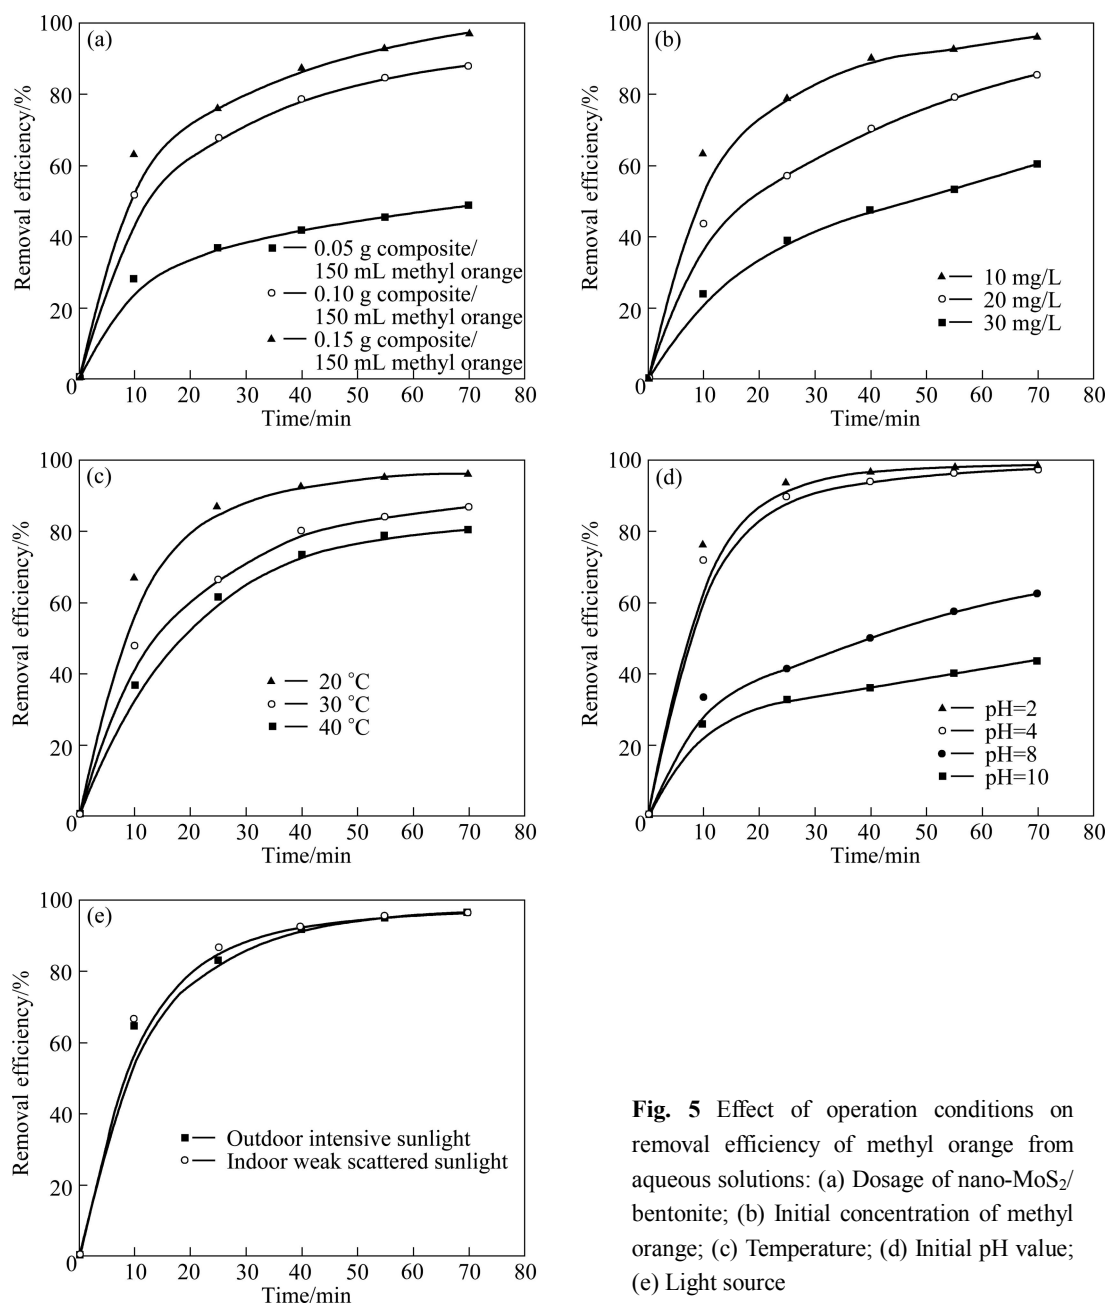 (a)
Removal efficiency/%
100
80
60
40
20
0
10 20 30 40 50 60 70 80
Time/min
0.05 g composite/
150 mL methyl orange
0.10 g composite/
150 mL methyl orange
0.15 g composite/
150 mL methyl orange
(b)
Removal efficiency/%
100
80
60
40
20
0
10 20 30 40 50 60 70 80
Time/min
10 mg/L
20 mg/L
30 mg/L
(c)
Removal efficiency/%
100
80
60
40
20
0
10 20 30 40 50 60 70 80
Time/min
20 °C
30 °C
40 °C
(d)
Removal efficiency/%
100
80
60
40
20
0
10 20 30 40 50 60 70 80
Time/min
pH=2
pH=4
pH=8
pH=10
(e)
Removal efficiency/%
100
80
60
40
20
0
10 20 30 40 50 60 70 80
Time/min
Outdoor intensive sunlight
Indoor weak scattered sunlight
Fig. 5 Effect of operation conditions on
removal efficiency of methyl orange from
aqueous solutions: (a) Dosage of nano-MoS₂/
bentonite; (b) Initial concentration of methyl
orange; (c) Temperature; (d) Initial pH value;
(e) Light source